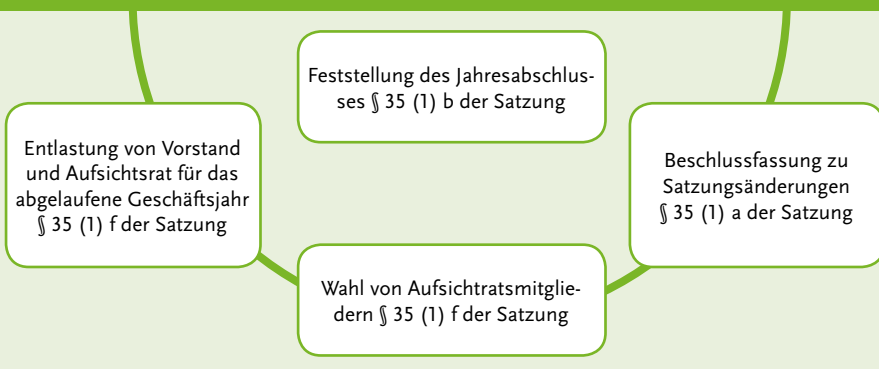 Feststellung des Jahresabschlus-
ses § 35 (1) b der Satzung
Entlastung von Vorstand
und Aufsichtsrat für das
abgelaufene Geschäftsjahr
§ 35 (1) f der Satzung
Beschlussfassung zu
Satzungsänderungen
§ 35 (1) a der Satzung
Wahl von Aufsichtratsmitglie-
dern § 35 (1) f der Satzung